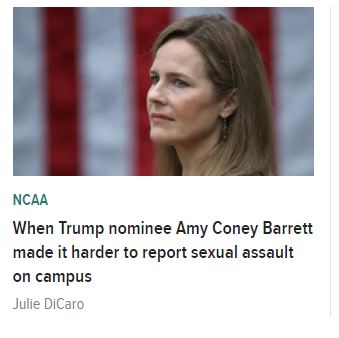 NCAA
When Trump nominee Amy Coney Barrett
made it harder to report sexual assault
on campus
Julie DiCaro